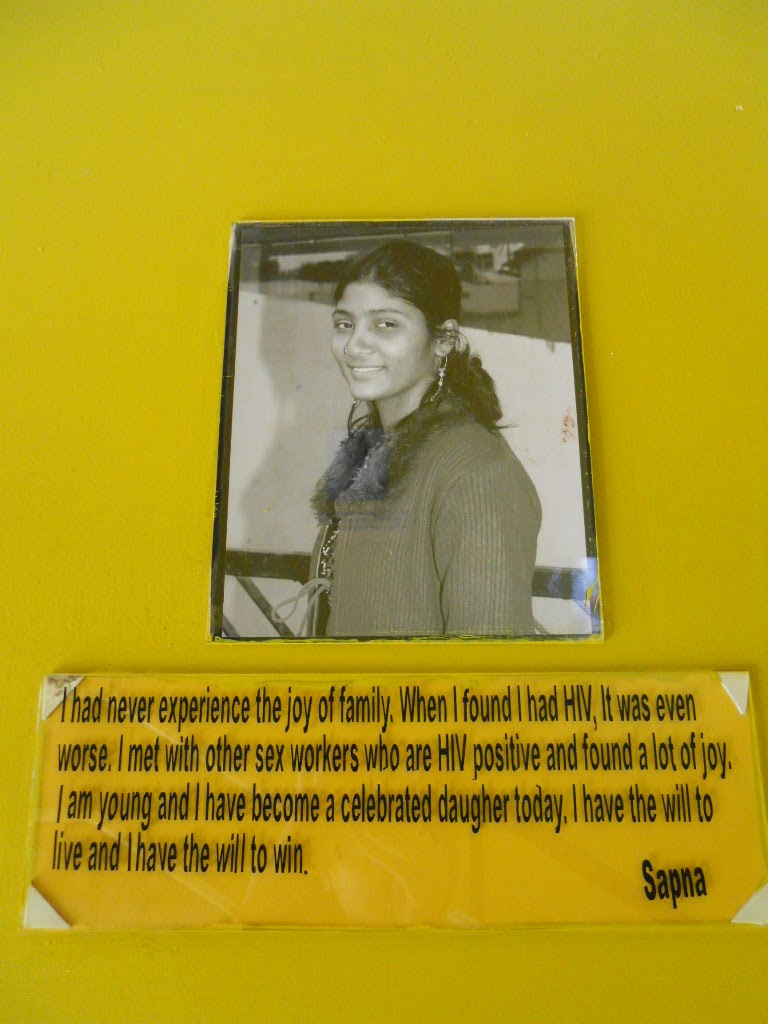 I had never experience the joy of family. When I found I had HIV, It was even
worse. I met with other sex workers who are HIV positive and found a lot of joy.
I am young and I have become a celebrated daugher today. I have the will to
live and I have the will to win.
Sapna